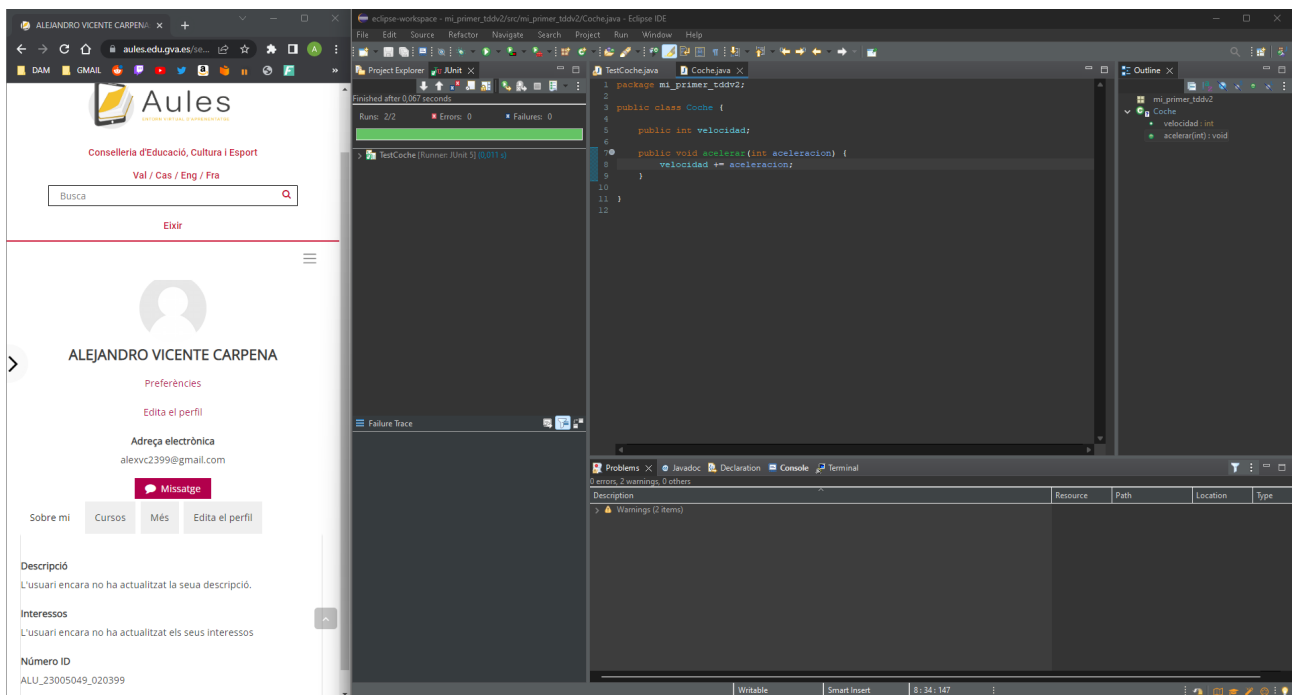 ALEJANDRO VICENTE CARPENA
aules.edu.gva.es/se...
DAM GMAIL
Aules
ENTORN VIRTUAL D'APRENENTATGE
Conselleria d'Educació, Cultura i Esport
Val / Cas / Eng / Fra
Busca
Eixir
ALEJANDRO VICENTE CARPENA
Preferències
Edita el perfil
Adreça electrònica
alexvc2399@gmail.com
Missatge
Sobre mi Cursos Més Edita el perfil
Descripció
L'usuari encara no ha actualitzat la seua descripció.
Interessos
L'usuari encara no ha actualitzat els seus interessos
Número ID
ALU_23005049_020399
eclipse-workspace - mi_primer_tddv2/src/mi_primer_tddv2/Coche.java - Eclipse IDE
File Edit Source Refactor Navigate Search Project Run Window Help
Project Explorer JUnit
Finished after 0,067 seconds
Runs: 2/2 Errors: 0 Failures: 0
TestCoche [Runner: JUnit 5] (0,011 s)
Failure Trace
TestCoche.java Coche.java
1 package mi_primer_tddv2;
2
3 public class Coche {
4
5 public int velocidad;
6
7 public void acelerar(int aceleracion) {
8 velocidad += aceleracion;
9 }
10
11 }
12
Outline
mi_primer_tddv2
Coche
velocidad : int
acelerar(int) : void
Problems Javadoc Declaration Console Terminal
0 errors, 2 warnings, 0 others
Description Resource Path Location Type
Warnings (2 items)
Writable Smart Insert 8 : 34 : 147